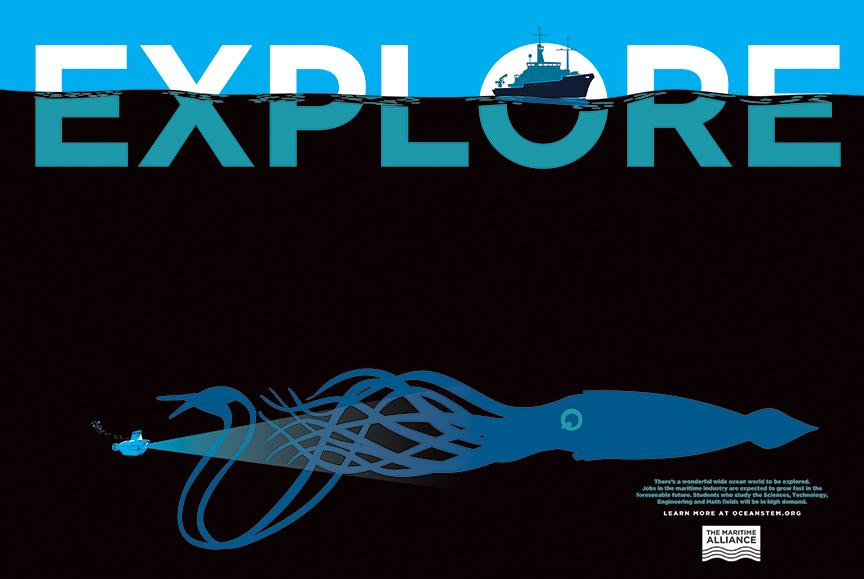 EXPLORE
There's a wonderful wide ocean world to be explored.
Jobs in the maritime industry are expected to grow fast in the
foreseeable future. Students who study the Sciences, Technology,
Engineering and Math fields will be in high demand.
LEARN MORE AT OCEANSTEM.ORG
THE MARITIME
ALLIANCE